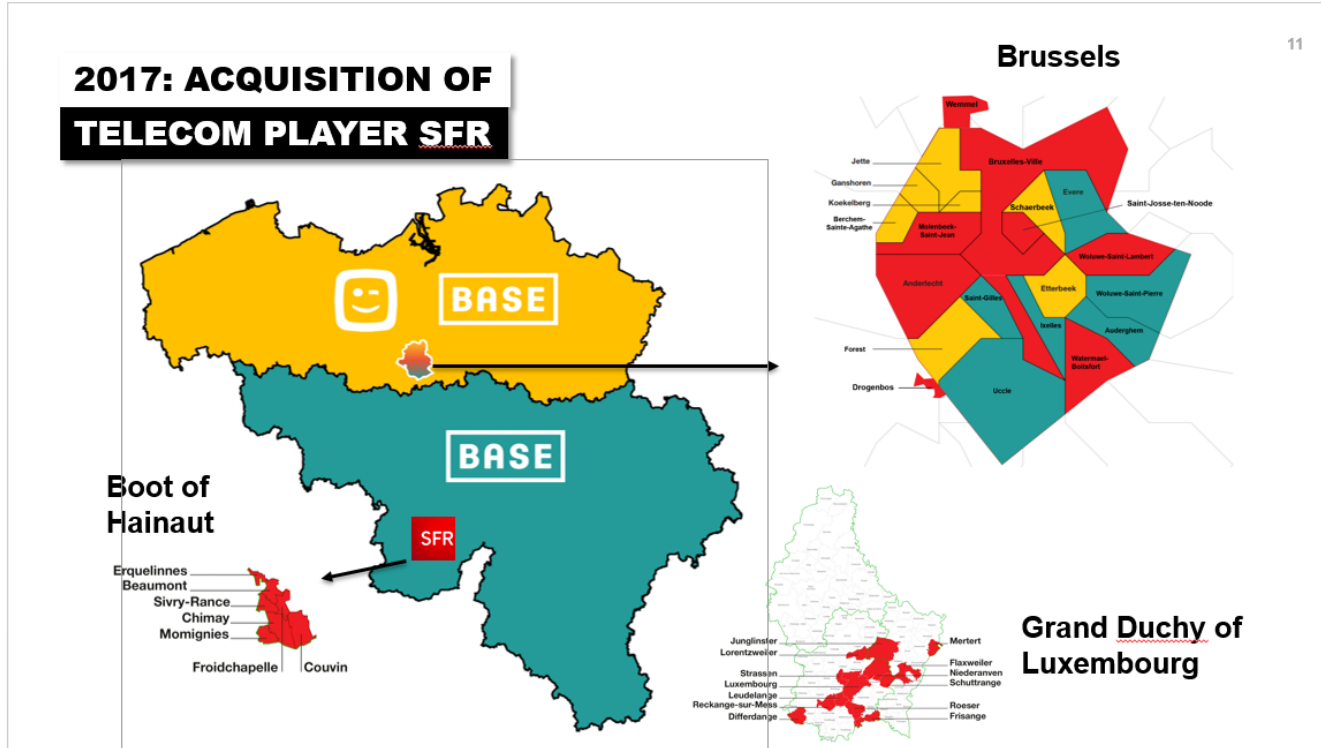 11
2017: ACQUISITION OF
TELECOM PLAYER SFR
BASE
BASE
SFR
Boot of
Hainaut
Erquelinnes
Beaumont
Sivry-Rance
Chimay
Momignies
Froidchapelle
Couvin
Brussels
Wemmel
Jette
Bruxelles-Ville
Ganshoren
Evere
Koekelberg
Schaerbeek
Saint-Josse-ten-Noode
Berchem-
Sainte-Agathe
Molenbeek-
Saint-Jean
Woluwe-Saint-Lambert
Anderlecht
Etterbeek
Woluwe-Saint-Pierre
Saint-Gilles
Ixelles
Auderghem
Forest
Watermael-
Boitsfort
Drogenbos
Uccle
Grand Duchy of
Luxembourg
Junglinster
Mertert
Lorentzweiler
Flaxweiler
Strassen
Niederanven
Luxembourg
Schuttrange
Leudelange
Reckange-sur-Mess
Roeser
Differdange
Frisange